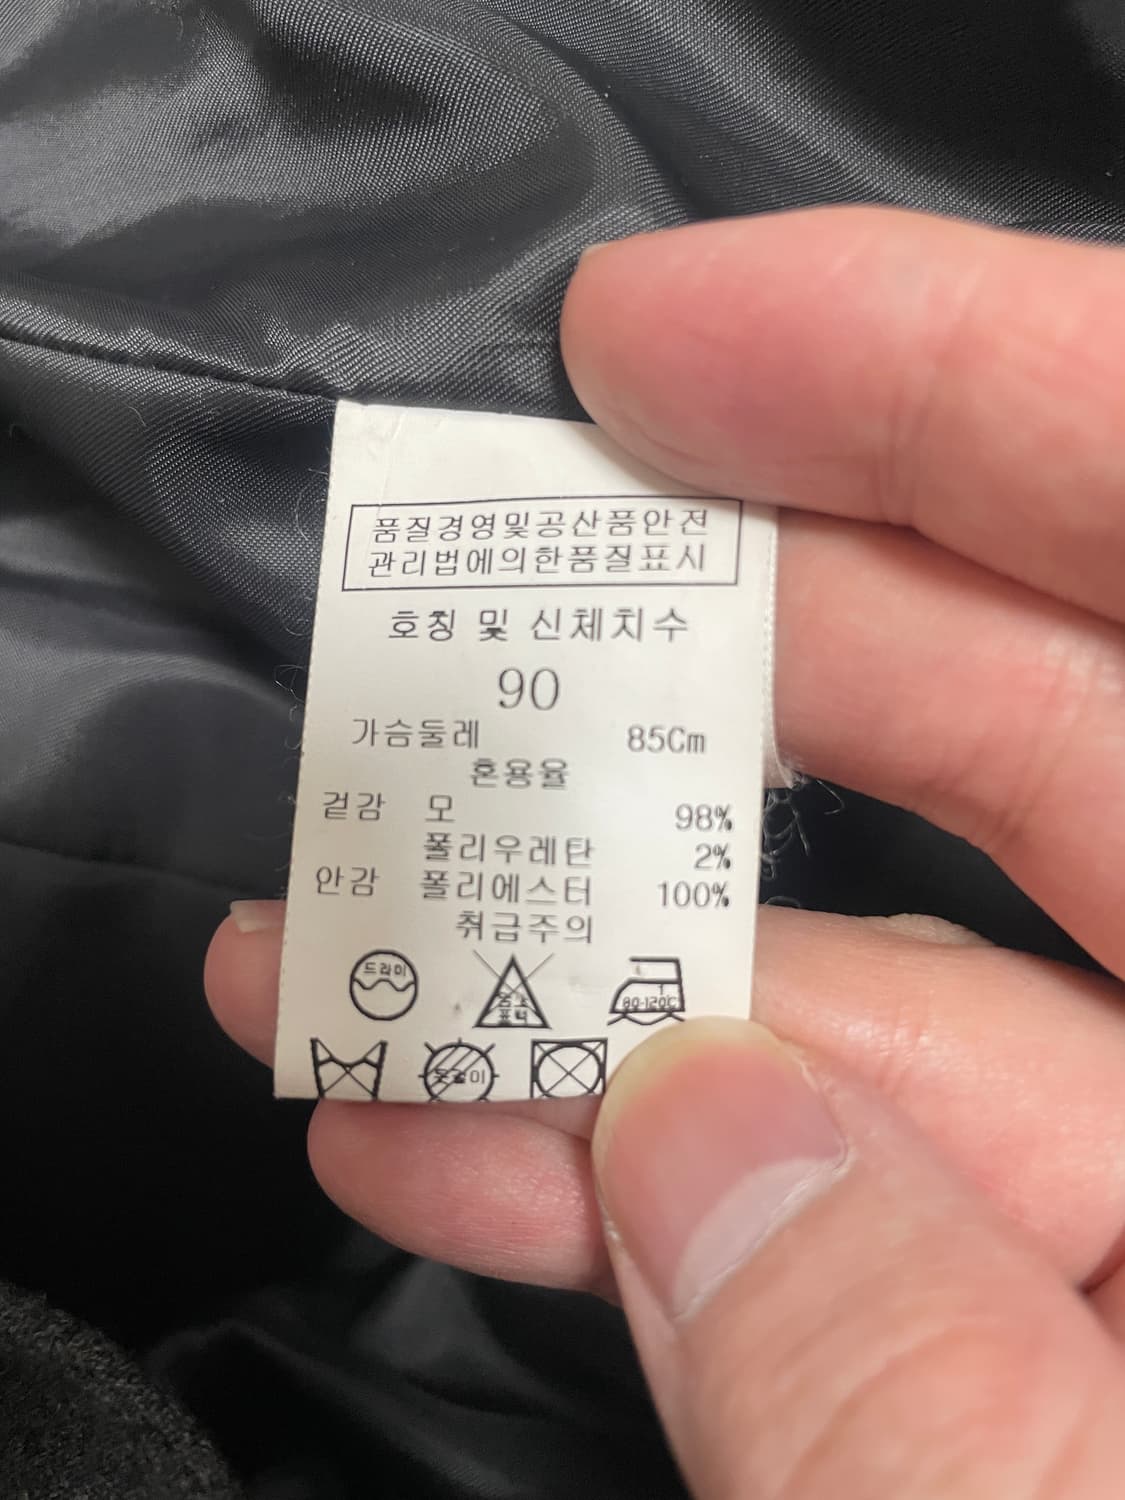 품질경영및공산품안전
관리법에의한품질표시
호칭 및 신체치수
90
가슴둘레 85Cm
혼용율
겉감 모 98%
폴리우레탄 2%
안감 폴리에스터 100%
취급주의
드라이
80-120℃
옷걸이